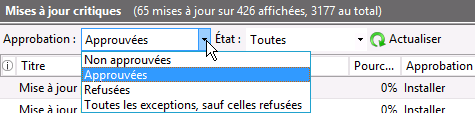 Mises à jour critiques (65 mises à jour sur 426 affichées, 3177 au total)
Approbation : Approuvées État : Toutes Actualiser
Non approuvées
Approuvées
Refusées
Toutes les exceptions, sauf celles refusées
Titre Pourc... Approbation
Mise à jour 0% Installer
Mise à jour 0% Installer